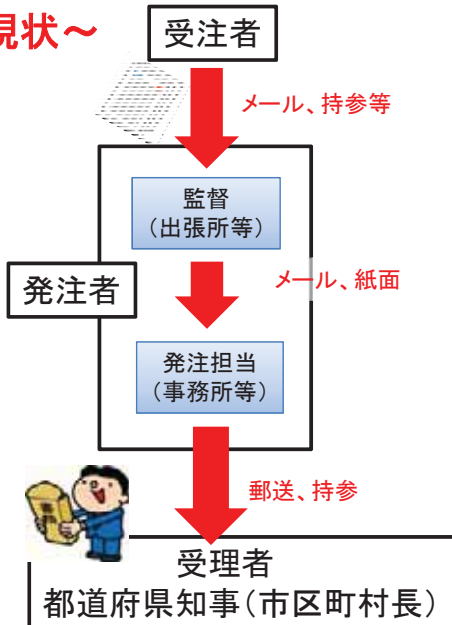 現状～
受注者
メール、持参等
監督
（出張所等）
発注者
メール、紙面
発注担当
（事務所等）
郵送、持参
受理者
都道府県知事（市区町村長）